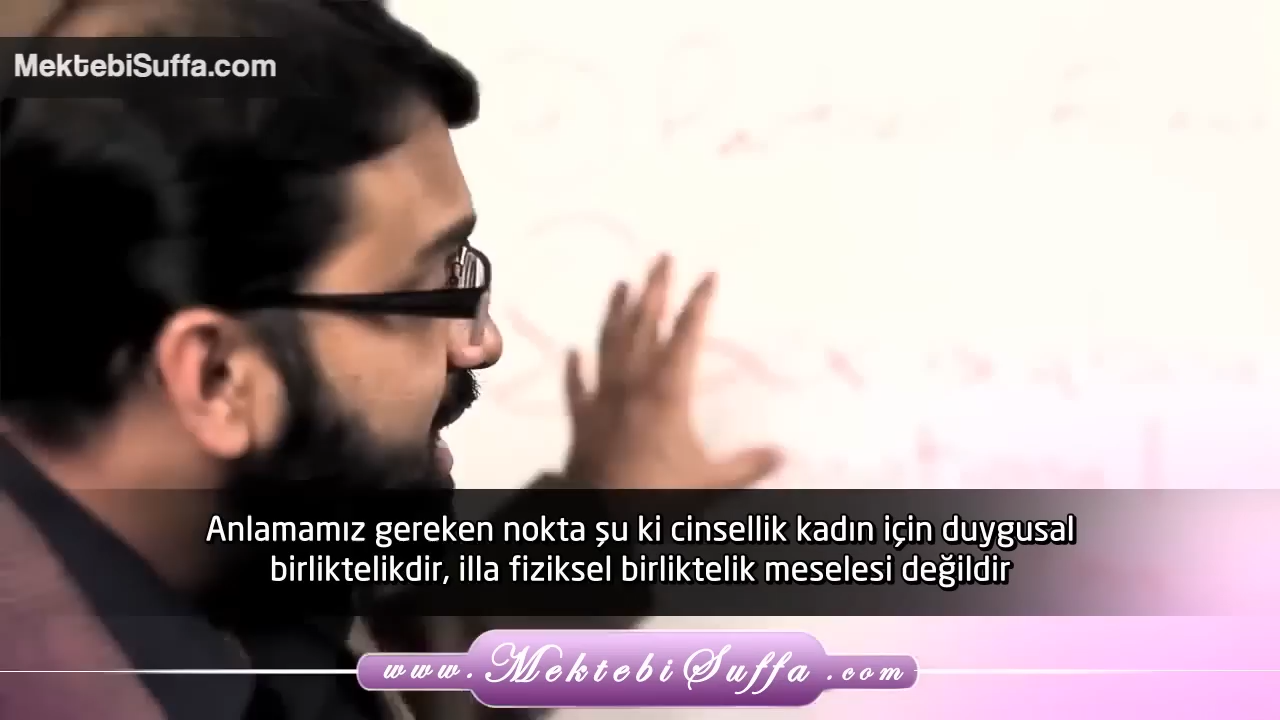 MektebiSuffa.com
Anlamamız gereken nokta şu ki cinsellik kadın için duygusal
birliktelikdir, illa fiziksel birliktelik meselesi değildir
www.MektebiSuffa.com